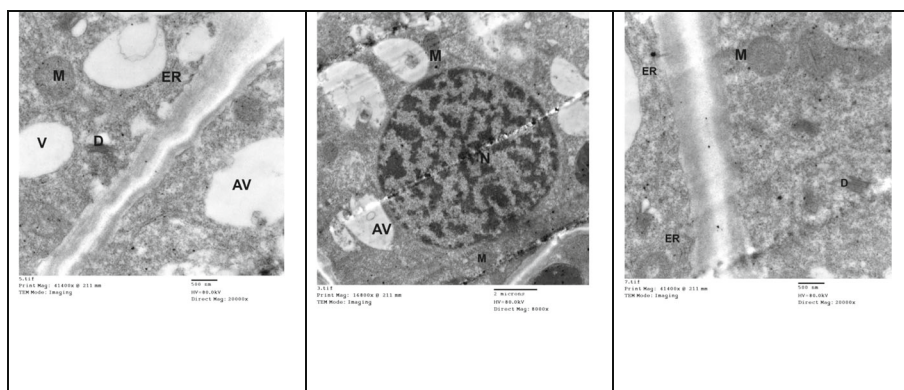 M
ER
V
D
AV
5.tif
Print Mag: 41400x @ 211 mm
TEM Mode: Imaging
500 nm
HV=80.0kV
Direct Mag: 20000x
M
N
AV
M
3.tif
Print Mag: 16800x @ 211 mm
TEM Mode: Imaging
2 microns
HV=80.0kV
Direct Mag: 8000x
M
ER
D
ER
7.tif
Print Mag: 41400x @ 211 mm
TEM Mode: Imaging
500 nm
HV=80.0kV
Direct Mag: 20000x